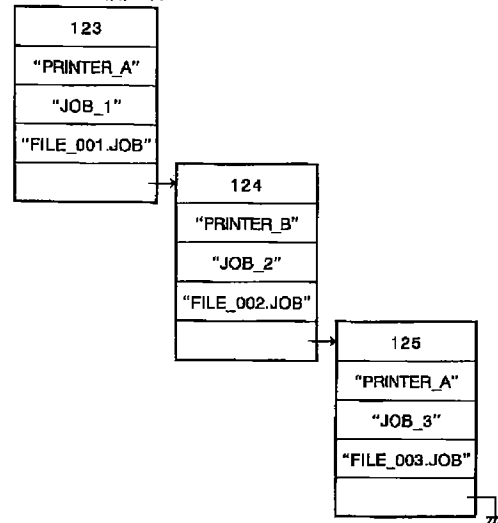 123
"PRINTER_A"
"JOB_1"
"FILE_001.JOB"
124
"PRINTER_B"
"JOB_2"
"FILE_002.JOB"
125
"PRINTER_A"
"JOB_3"
"FILE_003.JOB"